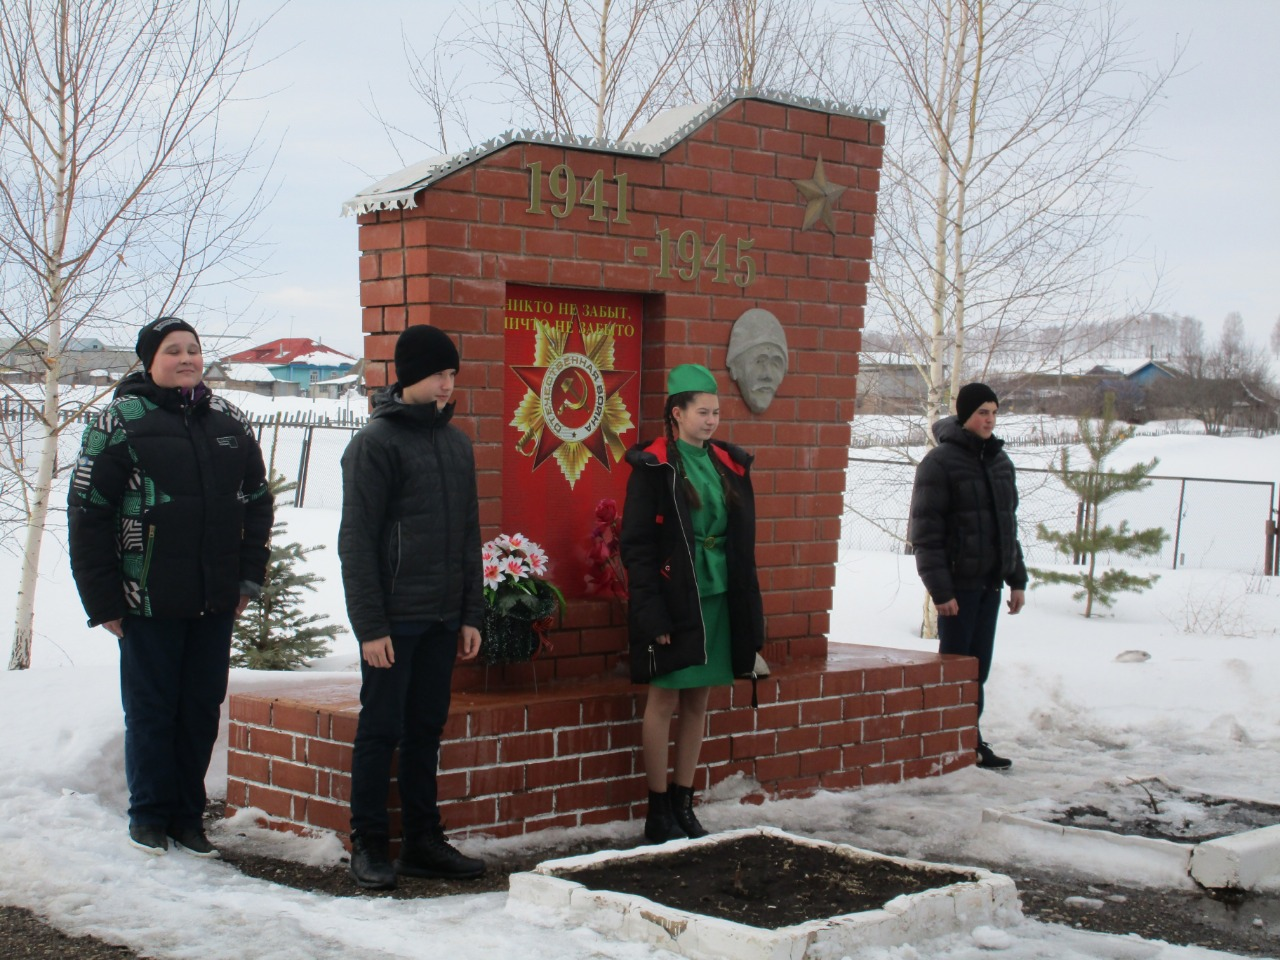 1941
-1945
НИКТО НЕ ЗАБЫТ,
НИЧТО НЕ ЗАБЫТО
ОТЕЧЕСТВЕННАЯ ВОЙНА